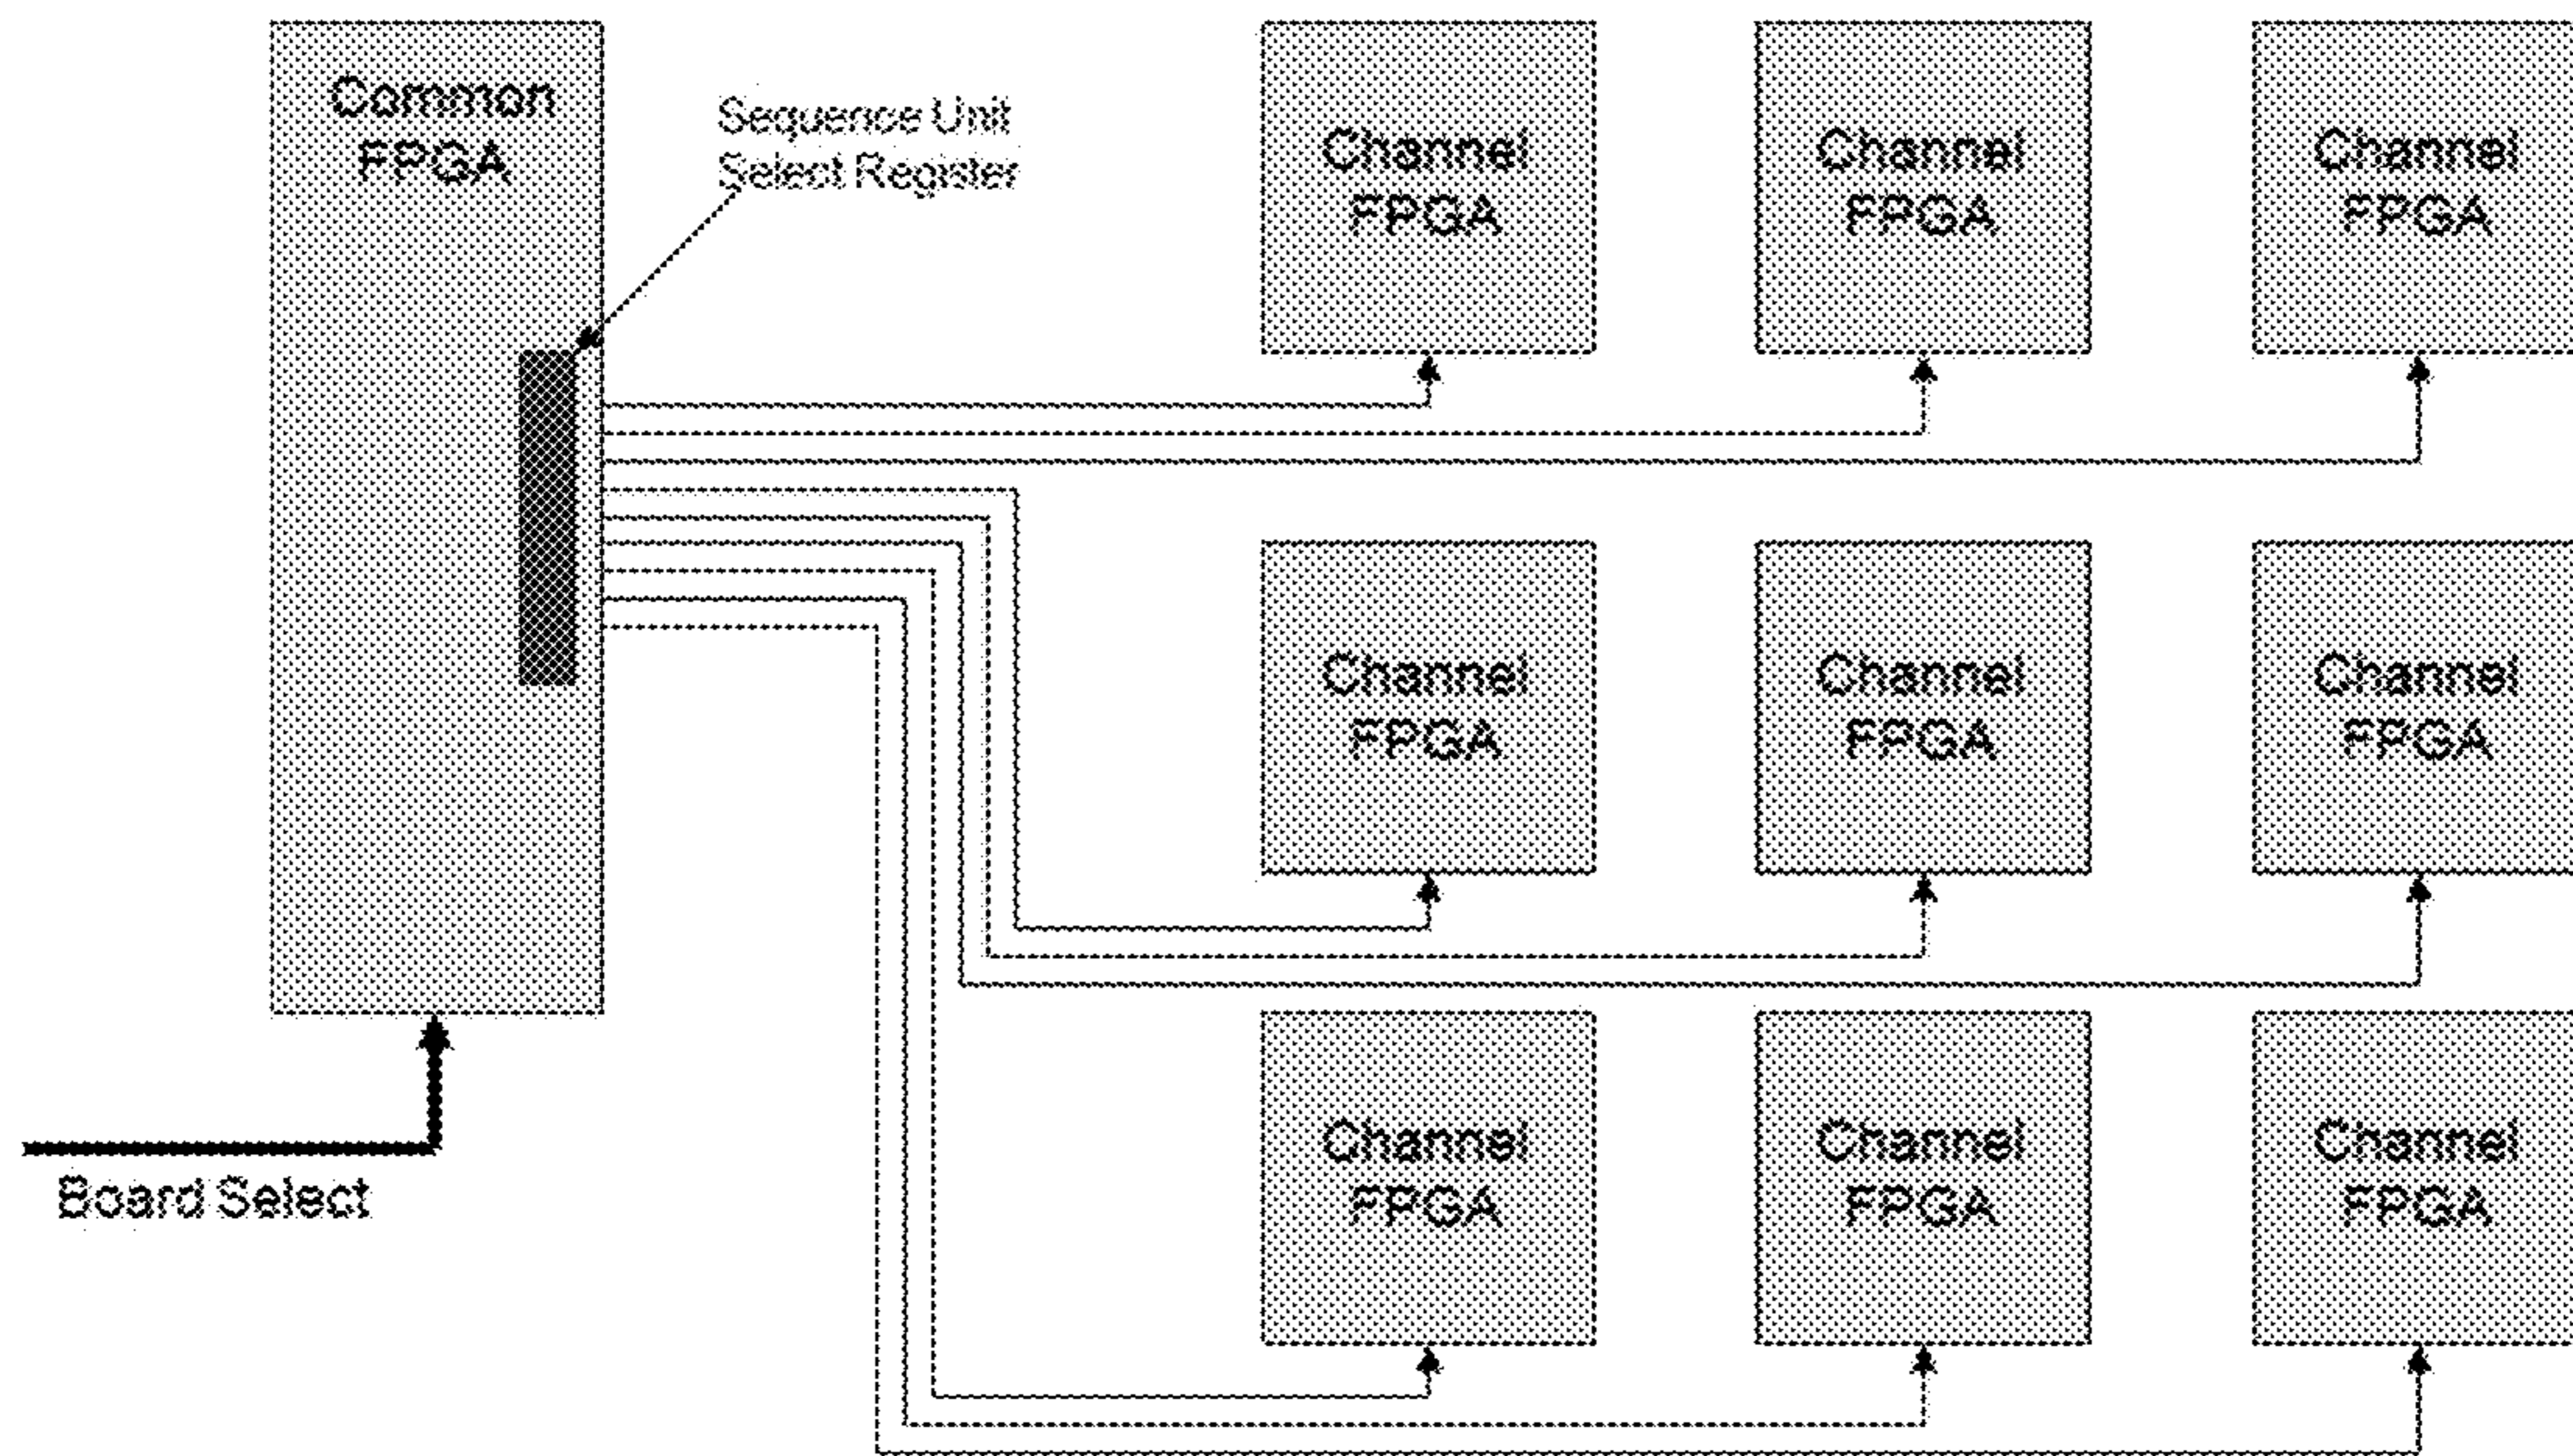 Common
FPGA
Sequence Unit
Select Register
Channel
FPGA
Channel
FPGA
Channel
FPGA
Channel
FPGA
Channel
FPGA
Channel
FPGA
Board Select
Channel
FPGA
Channel
FPGA
Channel
FPGA